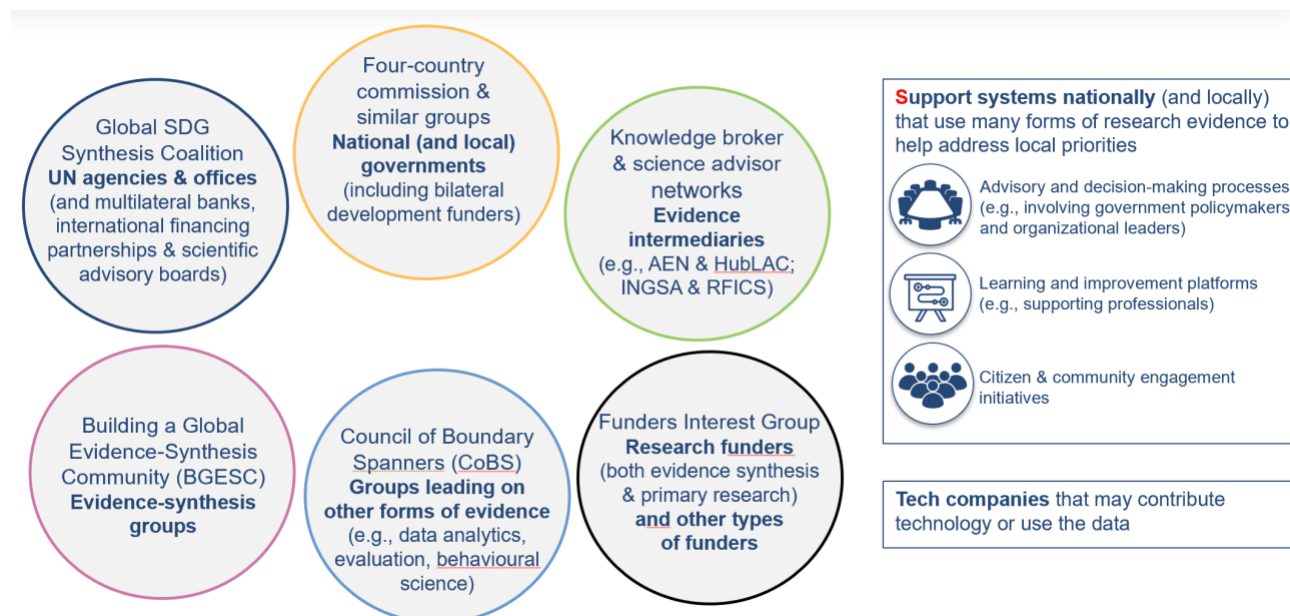 Global SDG
Synthesis Coalition
UN agencies & offices
(and multilateral banks,
international financing
partnerships & scientific
advisory boards)
Four-country
commission &
similar groups
National (and local)
governments
(including bilateral
development funders)
Knowledge broker
& science advisor
networks
Evidence
intermediaries
(e.g., AEN & HubLAC;
INGSA & RFICS)
Building a Global
Evidence-Synthesis
Community (BGESC)
Evidence-synthesis
groups
Council of Boundary
Spanners (CoBS)
Groups leading on
other forms of evidence
(e.g., data analytics,
evaluation, behavioural
science)
Funders Interest Group
Research funders
(both evidence synthesis
& primary research)
and other types
of funders
Support systems nationally (and locally)
that use many forms of research evidence to
help address local priorities
Advisory and decision-making processes
(e.g., involving government policymakers
and organizational leaders)
Learning and improvement platforms
(e.g., supporting professionals)
Citizen & community engagement
initiatives
Tech companies that may contribute
technology or use the data